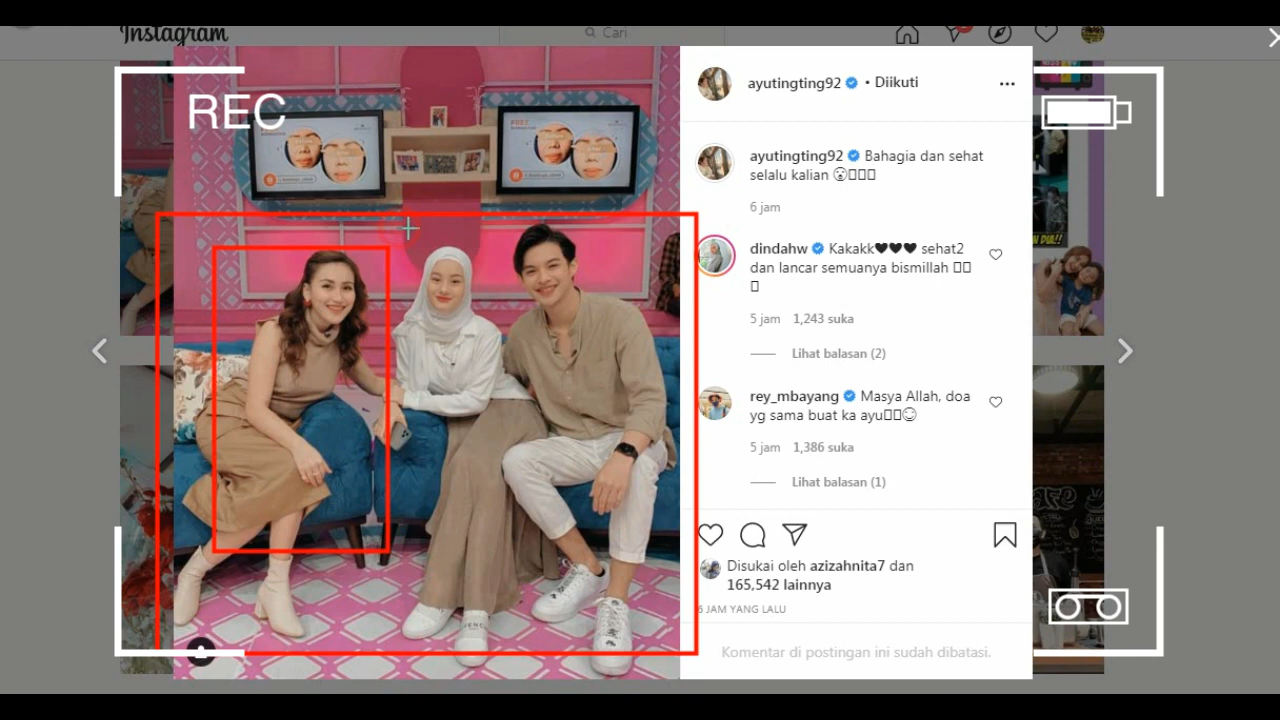 Instagram
Cari
REC
ayutingting92 • Diikuti
ayutingting92 Bahagia dan sehat
selalu kalian
6 jam
dindahw Kakakk♥♥♥ sehat2
dan lancar semuanya bismillah
5 jam 1,243 suka
Lihat balasan (2)
rey_mbayang Masya Allah, doa
yg sama buat ka ayu
5 jam 1,386 suka
Lihat balasan (1)
Disukai oleh azizahnita7 dan
165,542 lainnya
6 JAM YANG LALU
Komentar di postingan ini sudah dibatasi.